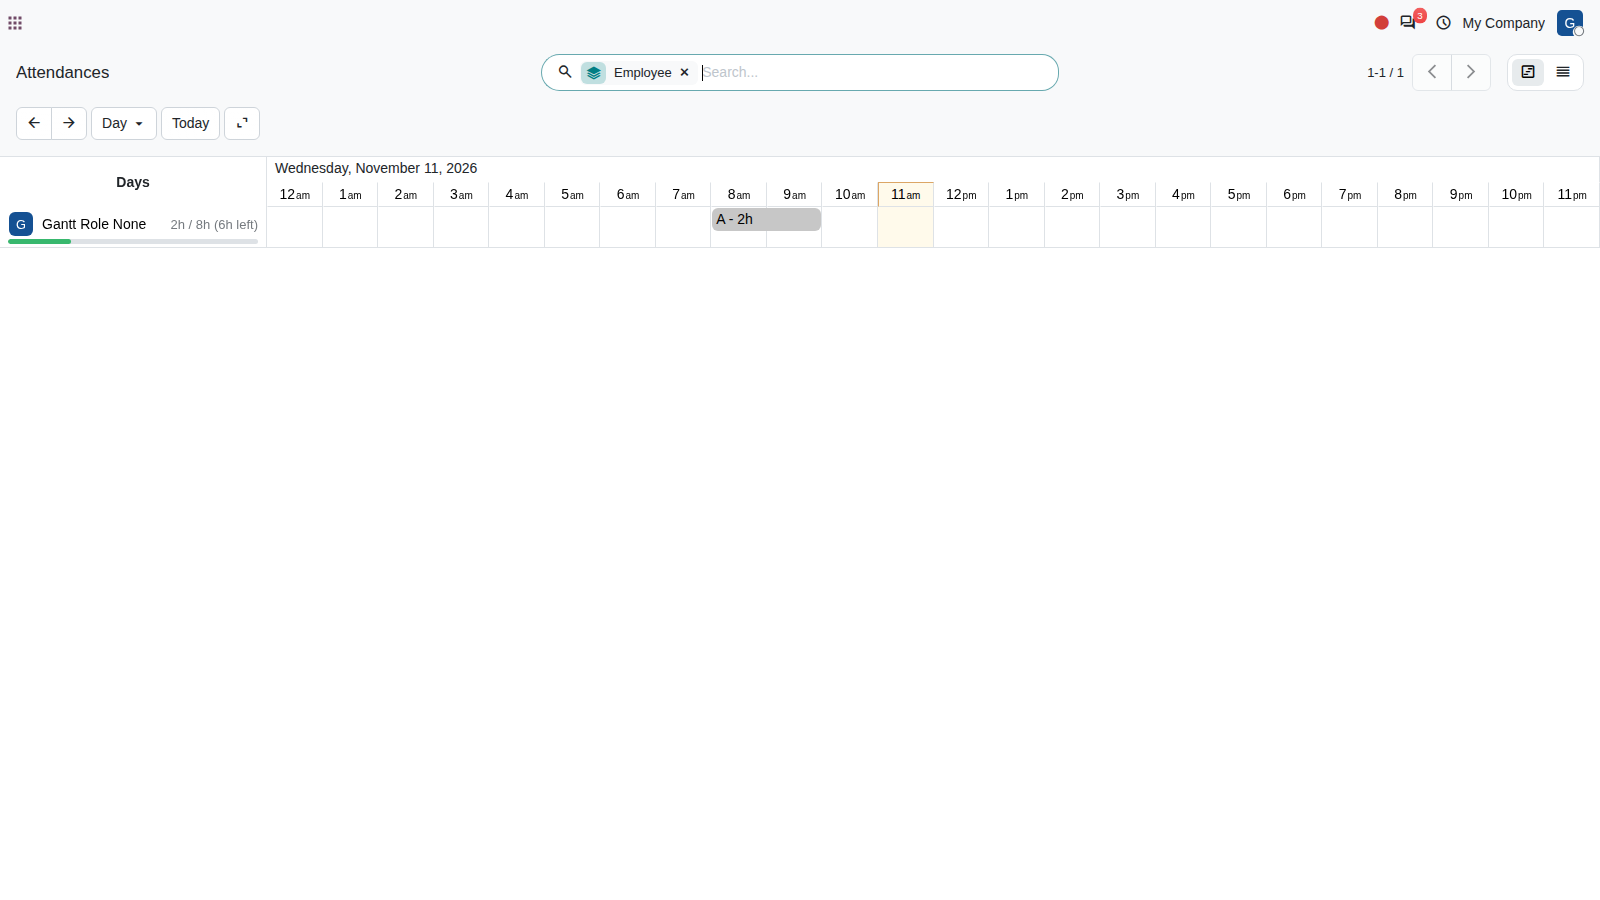 3
My Company
G
Attendances
Employee
Search...
1-1 / 1
Day
Today
Days
Wednesday, November 11, 2026
12am 1am 2am 3am 4am 5am 6am 7am 8am 9am 10am 11am 12pm 1pm 2pm 3pm 4pm 5pm 6pm 7pm 8pm 9pm 10pm 11pm
G Gantt Role None 2h / 8h (6h left)
A - 2h